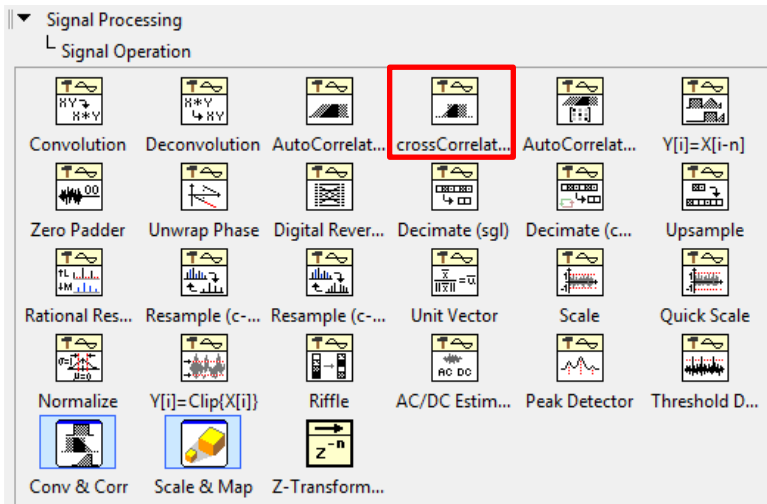 Signal Processing
Signal Operation
Convolution Deconvolution AutoCorrelat... crossCorrelat... AutoCorrelat... Y[i]=X[i-n]
Zero Padder Unwrap Phase Digital Rever... Decimate (sgl) Decimate (c... Upsample
Rational Res... Resample (c-... Resample (c-... Unit Vector Scale Quick Scale
AC DC
Normalize Y[i]=Clip{X[i]} Riffle AC/DC Estim... Peak Detector Threshold D...
z⁻ⁿ
Conv & Corr Scale & Map Z-Transform...